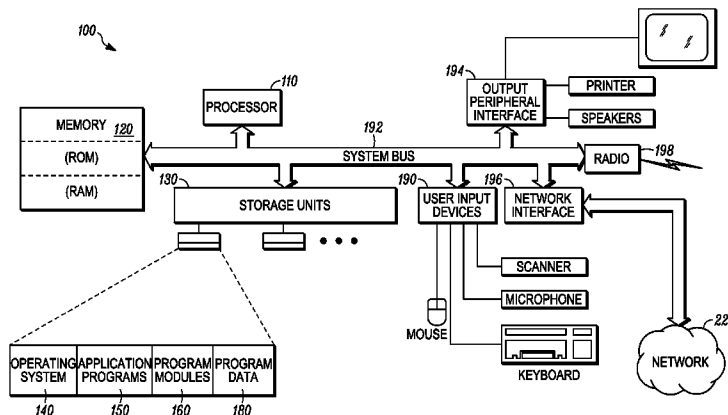 100
110
PROCESSOR
MEMORY 120
(ROM)
(RAM)
192
SYSTEM BUS
194
OUTPUT
PERIPHERAL
INTERFACE
PRINTER
SPEAKERS
RADIO
198
130
STORAGE UNITS
190
USER INPUT
DEVICES
196
NETWORK
INTERFACE
SCANNER
MICROPHONE
MOUSE
KEYBOARD
22
NETWORK
OPERATING
SYSTEM
APPLICATION
PROGRAMS
PROGRAM
MODULES
PROGRAM
DATA
140
150
160
180